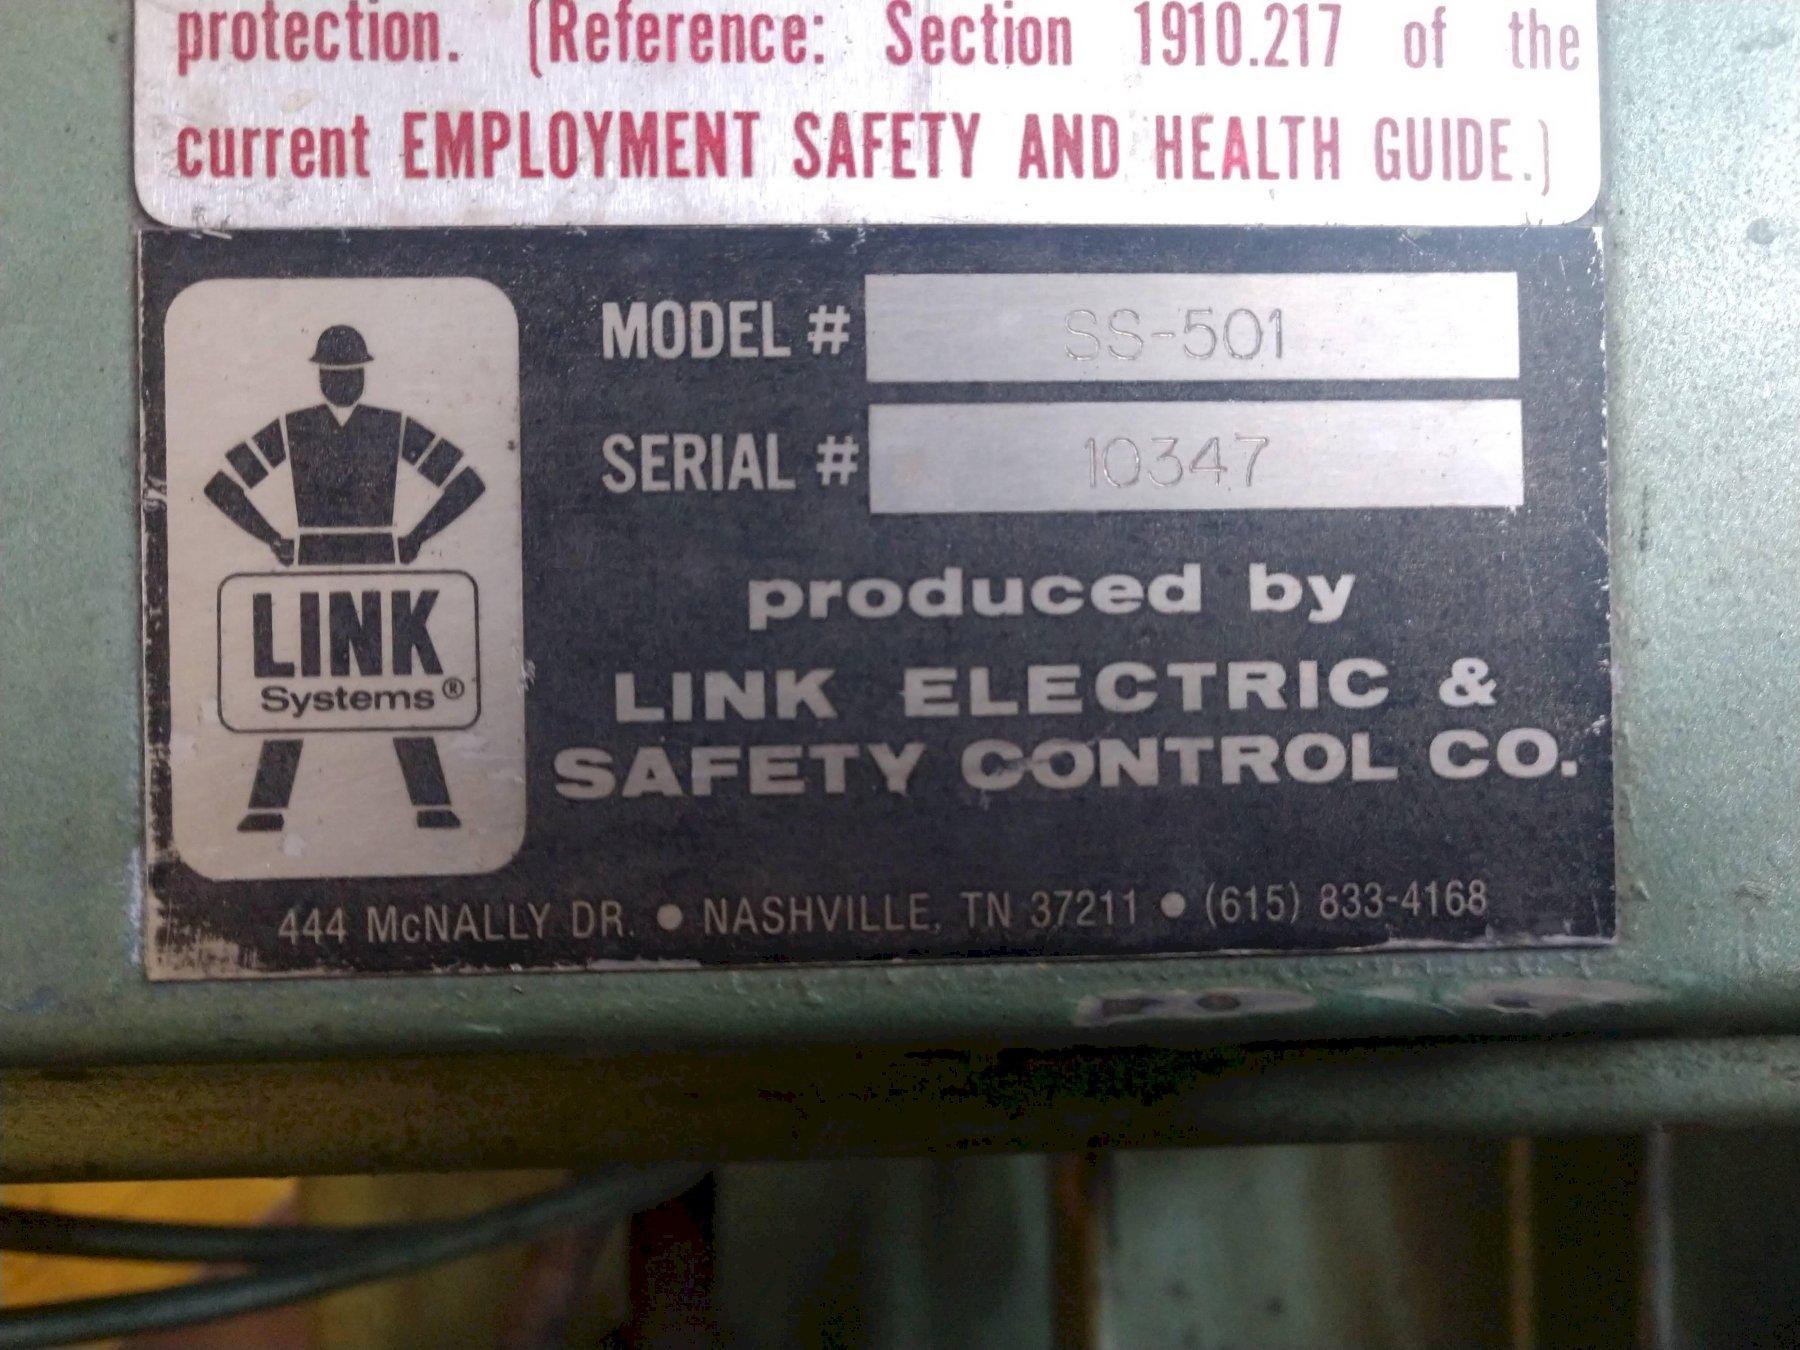 protection. (Reference: Section 1910.217 of the
current EMPLOYMENT SAFETY AND HEALTH GUIDE.)
MODEL # SS-501
SERIAL # 10347
LINK
Systems®
produced by
LINK ELECTRIC &
SAFETY CONTROL CO.
444 McNALLY DR. ● NASHVILLE, TN 37211 ● (615) 833-4168